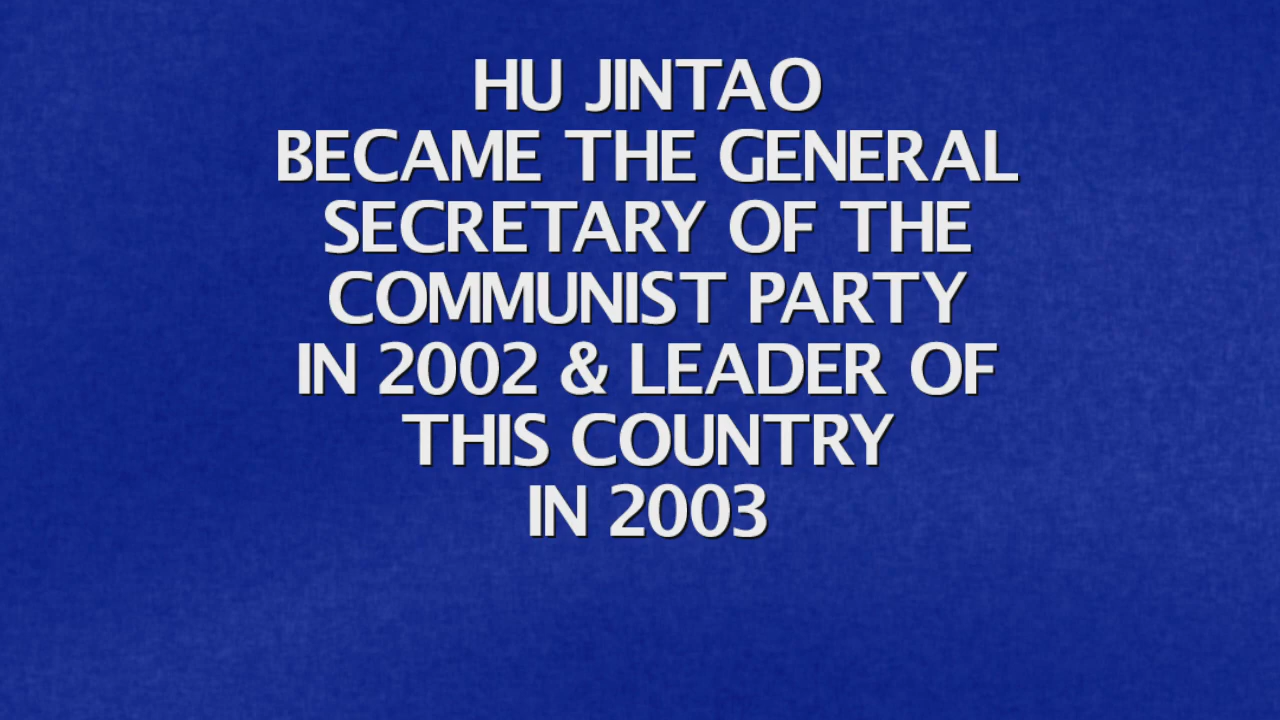 HU JINTAO
BECAME THE GENERAL
SECRETARY OF THE
COMMUNIST PARTY
IN 2002 & LEADER OF
THIS COUNTRY
IN 2003